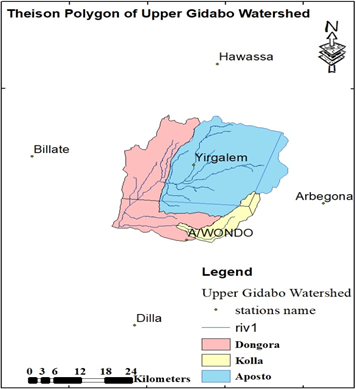 Theison Polygon of Upper Gidabo Watershed
N
Hawassa
Billate
Yirgalem
Arbegona
A/WONDO
Dilla
Legend
Upper Gidabo Watershed
stations name
riv1
Dongora
Kolla
Aposto
0 3 6 12 18 24 Kilometers